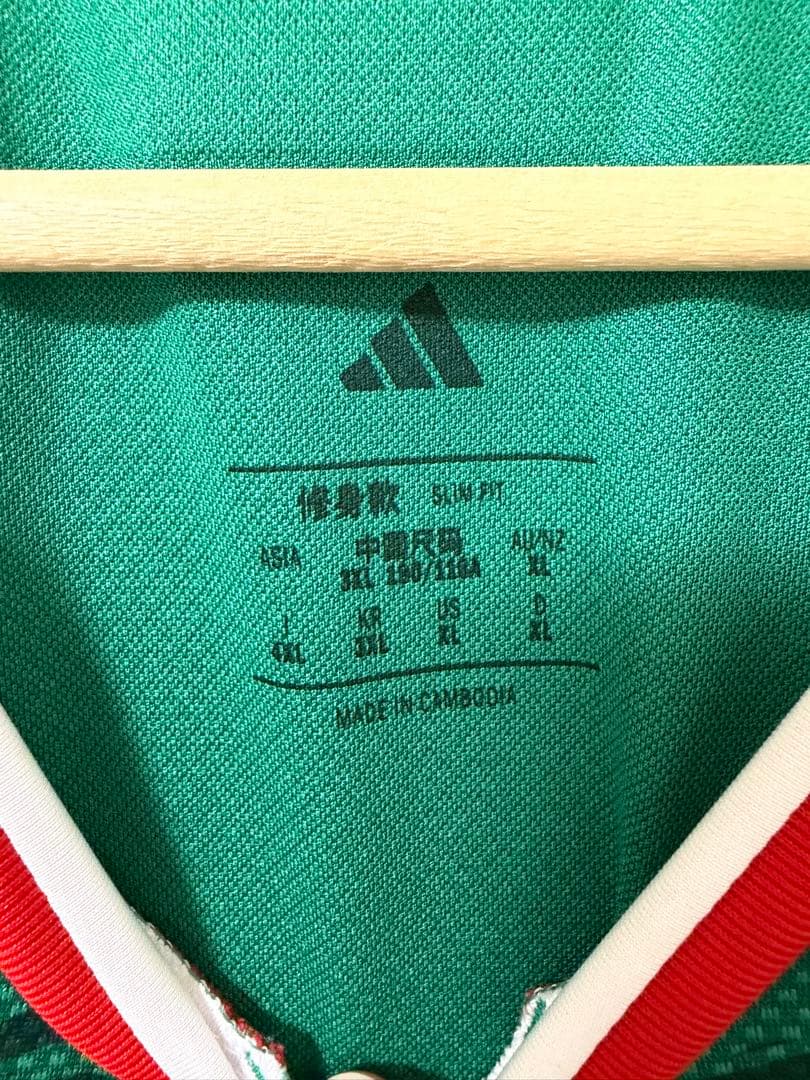 修身款 SLIM FIT
ASIA 中國尺码 AU/NZ
3XL 190/116A XL
J KR US D
4XL 3XL XL XL
MADE IN CAMBODIA